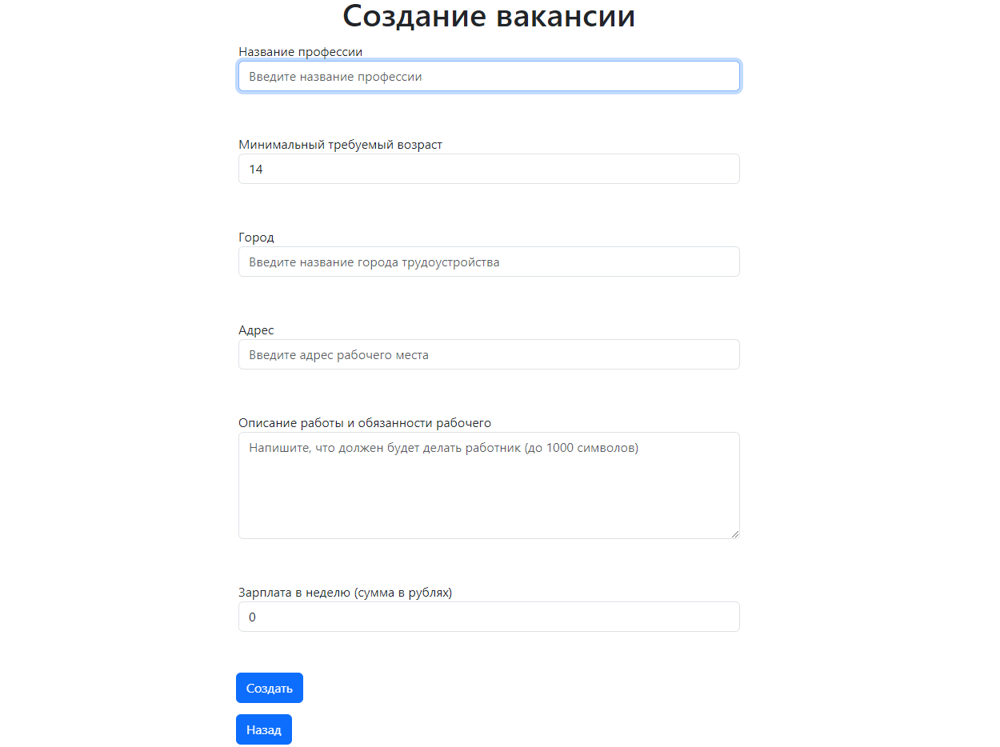 Создание вакансии
Название профессии
Введите название профессии
Минимальный требуемый возраст
14
Город
Введите название города трудоустройства
Адрес
Введите адрес рабочего места
Описание работы и обязанности рабочего
Напишите, что должен будет делать работник (до 1000 символов)
Зарплата в неделю (сумма в рублях)
0
Создать
Назад